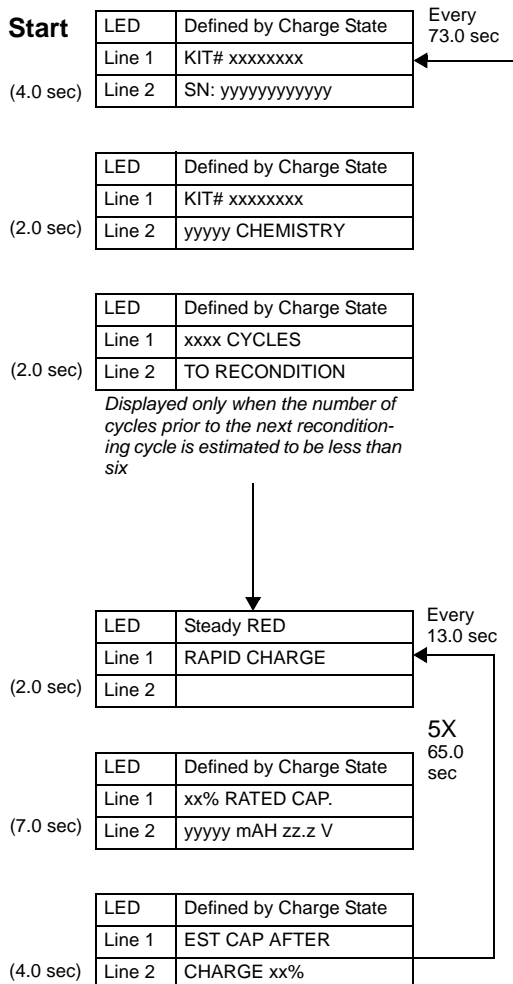 Start
Every
73.0 sec
LED Defined by Charge State
Line 1 KIT# xxxxxxxx
(4.0 sec) Line 2 SN: yyyyyyyyyyyy
LED Defined by Charge State
Line 1 KIT# xxxxxxxx
(2.0 sec) Line 2 yyyyy CHEMISTRY
LED Defined by Charge State
Line 1 xxxx CYCLES
(2.0 sec) Line 2 TO RECONDITION
Displayed only when the number of
cycles prior to the next recondition-
ing cycle is estimated to be less than
six
Every
13.0 sec
LED Steady RED
Line 1 RAPID CHARGE
(2.0 sec) Line 2
5X
65.0
sec
LED Defined by Charge State
Line 1 xx% RATED CAP.
(7.0 sec) Line 2 yyyyy mAH zz.z V
LED Defined by Charge State
Line 1 EST CAP AFTER
(4.0 sec) Line 2 CHARGE xx%